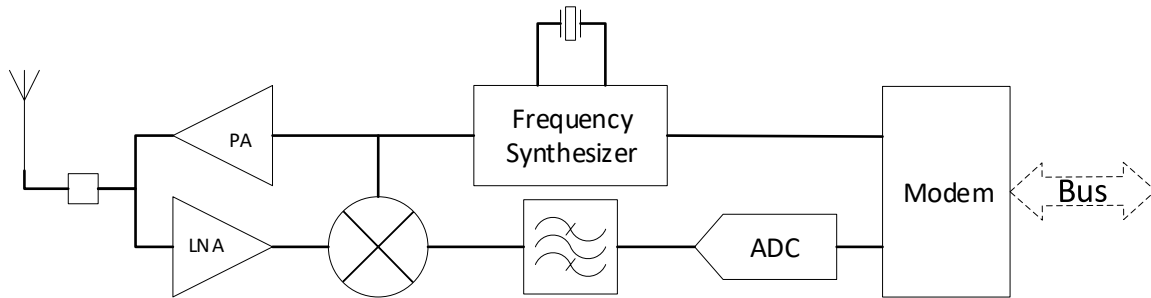 Frequency
Synthesizer
PA
Modem
Bus
LNA
ADC